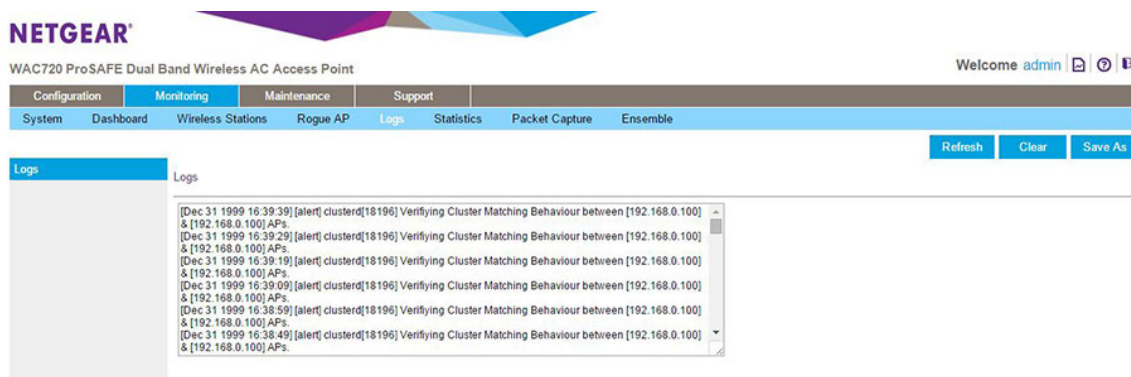 NETGEAR®
WAC720 ProSAFE Dual Band Wireless AC Access Point
Welcome admin
Configuration Monitoring Maintenance Support
System Dashboard Wireless Stations Rogue AP Logs Statistics Packet Capture Ensemble
Refresh Clear Save As
Logs
Logs
[Dec 31 1999 16:39:39] [alert] clusterd[18196] Verifiying Cluster Matching Behaviour between [192.168.0.100]
& [192.168.0.100] APs.
[Dec 31 1999 16:39:29] [alert] clusterd[18196] Verifiying Cluster Matching Behaviour between [192.168.0.100]
& [192.168.0.100] APs.
[Dec 31 1999 16:39:19] [alert] clusterd[18196] Verifiying Cluster Matching Behaviour between [192.168.0.100]
& [192.168.0.100] APs.
[Dec 31 1999 16:39:09] [alert] clusterd[18196] Verifiying Cluster Matching Behaviour between [192.168.0.100]
& [192.168.0.100] APs.
[Dec 31 1999 16:38:59] [alert] clusterd[18196] Verifiying Cluster Matching Behaviour between [192.168.0.100]
& [192.168.0.100] APs.
[Dec 31 1999 16:38:49] [alert] clusterd[18196] Verifiying Cluster Matching Behaviour between [192.168.0.100]
& [192.168.0.100] APs.